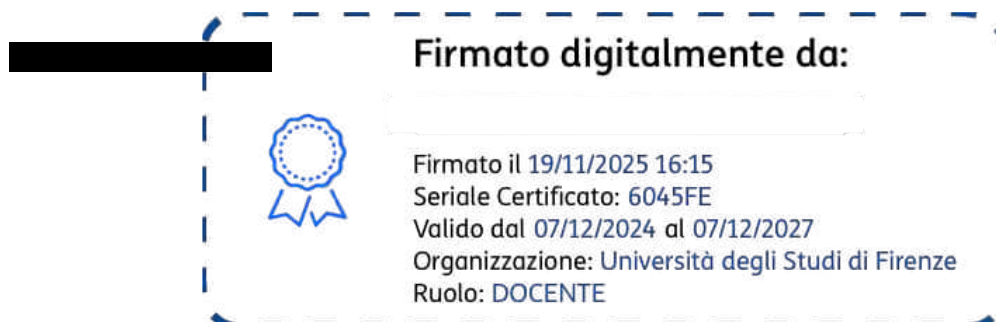 Firmato digitalmente da:
Firmato il 19/11/2025 16:15
Seriale Certificato: 6045FE
Valido dal 07/12/2024 al 07/12/2027
Organizzazione: Università degli Studi di Firenze
Ruolo: DOCENTE